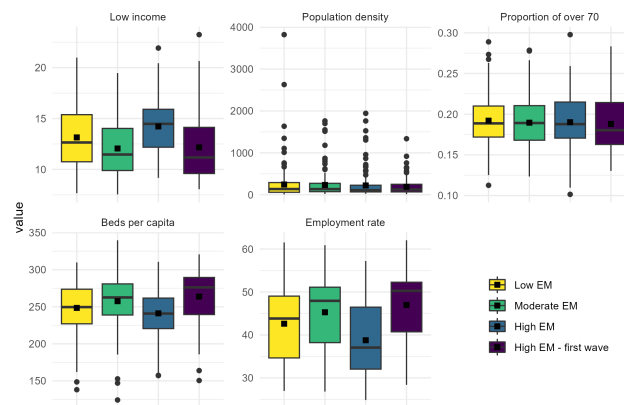 Low income
Population density
Proportion of over 70
20
15
10
4000
3000
2000
1000
0
0.30
0.25
0.20
0.15
0.10
value
Beds per capita
Employment rate
350
300
250
200
150
60
50
40
30
Low EM
Moderate EM
High EM
High EM - first wave